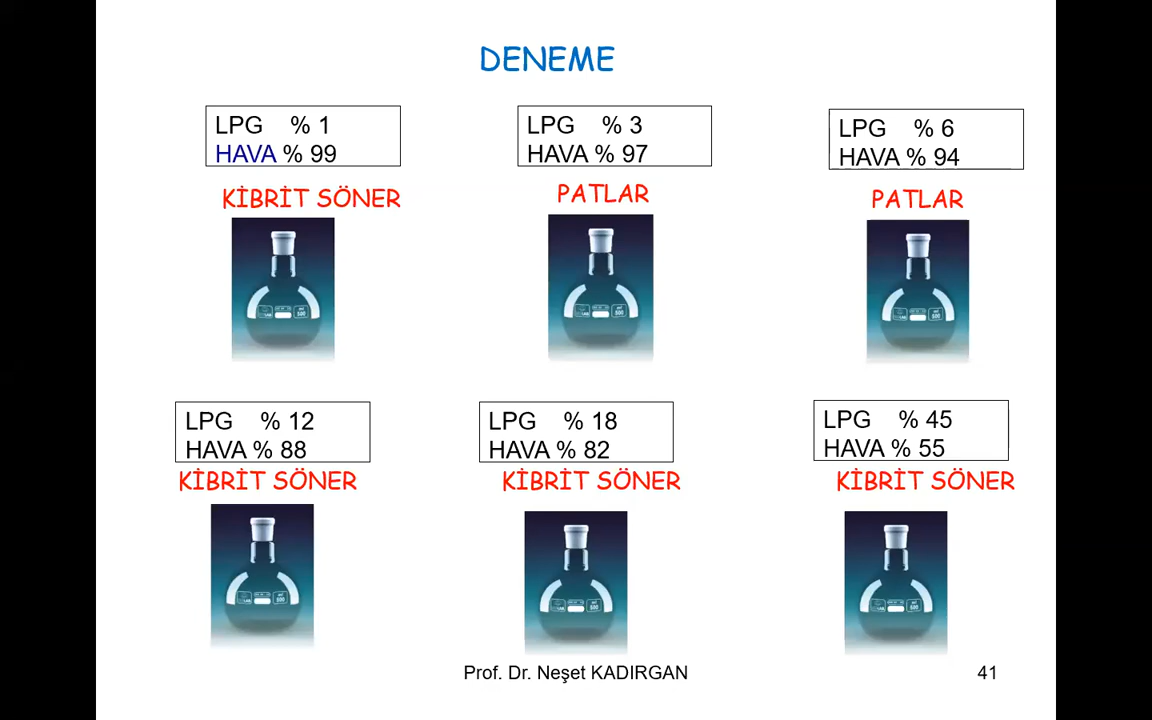 DENEME
LPG % 1
HAVA % 99
KİBRİT SÖNER
LPG % 3
HAVA % 97
PATLAR
LPG % 6
HAVA % 94
PATLAR
LPG % 12
HAVA % 88
KİBRİT SÖNER
LPG % 18
HAVA % 82
KİBRİT SÖNER
LPG % 45
HAVA % 55
KİBRİT SÖNER
Prof. Dr. Neşet KADIRGAN
41